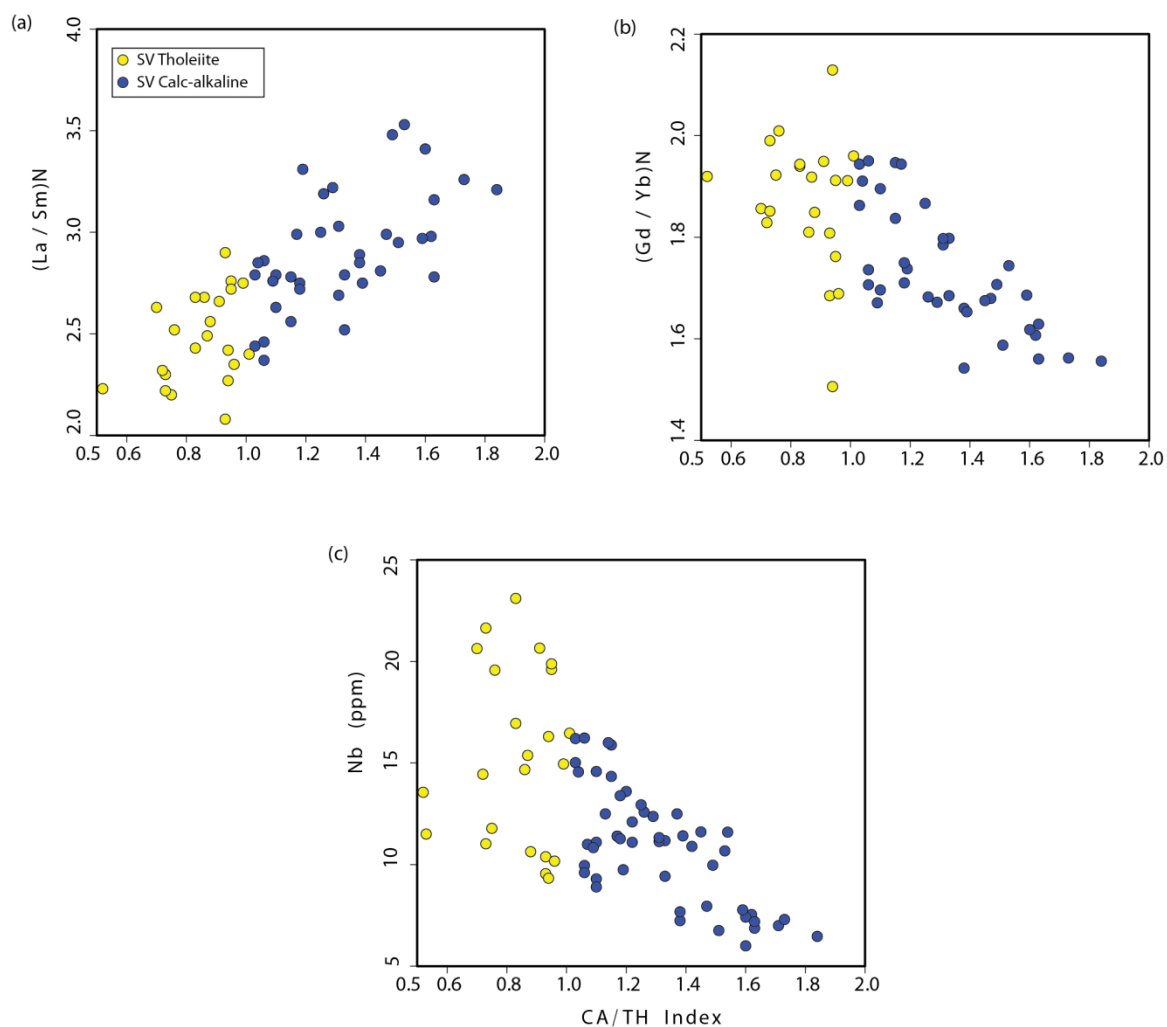 (a)
4.0
3.5
3.0
2.5
2.0
(La / Sm)N
SV Tholeiite
SV Calc-alkaline
0.5 0.6 0.8 1.0 1.2 1.4 1.6 1.8 2.0
(b)
2.2
2.0
1.8
1.6
1.4
(Gd / Yb)N
0.5 0.6 0.8 1.0 1.2 1.4 1.6 1.8 2.0
(c)
25
20
15
10
5
Nb (ppm)
0.5 0.6 0.8 1.0 1.2 1.4 1.6 1.8 2.0
CA/TH Index